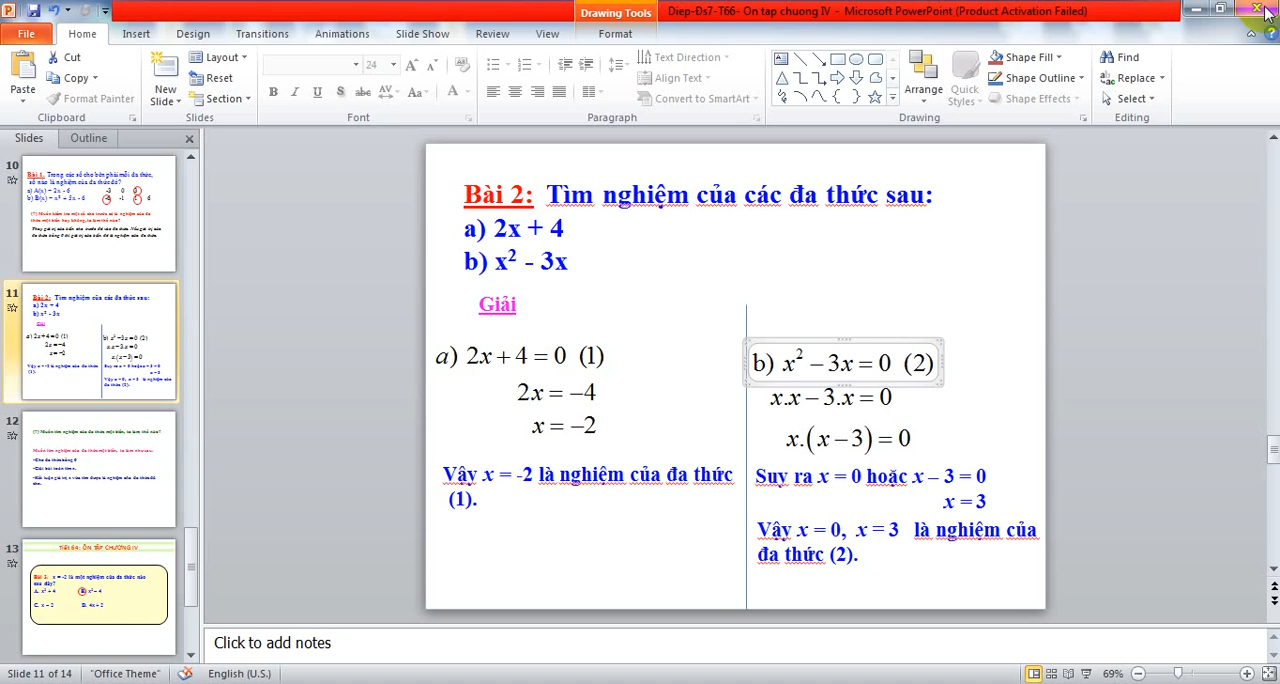 Drawing Tools
Diep-Đs7-T66- On tap chuong IV - Microsoft PowerPoint (Product Activation Failed)
File Home Insert Design Transitions Animations Slide Show Review View Format
Paste
Cut
Copy
Format Painter
Clipboard
New Slide
Layout
Reset
Section
Slides
24
Font
Text Direction
Align Text
Convert to SmartArt
Paragraph
Arrange
Quick Styles
Shape Fill
Shape Outline
Shape Effects
Drawing
Find
Replace
Select
Editing
Slides Outline
10
11
12
13
Bài 2: Tìm nghiệm của các đa thức sau:
a) 2x + 4
b) x² - 3x
Giải
a) 2x + 4 = 0 (1)
2x = −4
x = −2
Vậy x = -2 là nghiệm của đa thức
(1).
b) x² − 3x = 0 (2)
x.x − 3.x = 0
x.(x − 3) = 0
Suy ra x = 0 hoặc x – 3 = 0
x = 3
Vậy x = 0, x = 3 là nghiệm của
đa thức (2).
Click to add notes
Slide 11 of 14 "Office Theme" English (U.S.) 69%